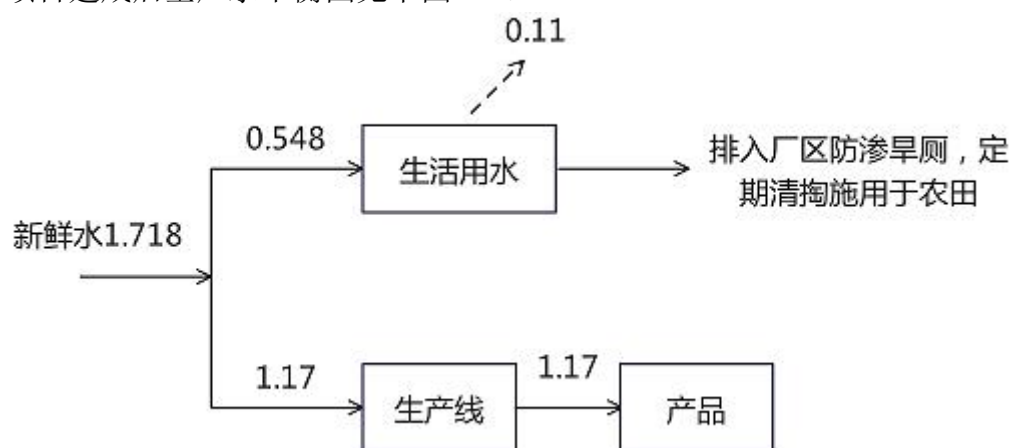 0.11
0.548
生活用水
排入厂区防渗旱厕，定
期清掏施用于农田
新鲜水1.718
1.17
生产线
1.17
产品